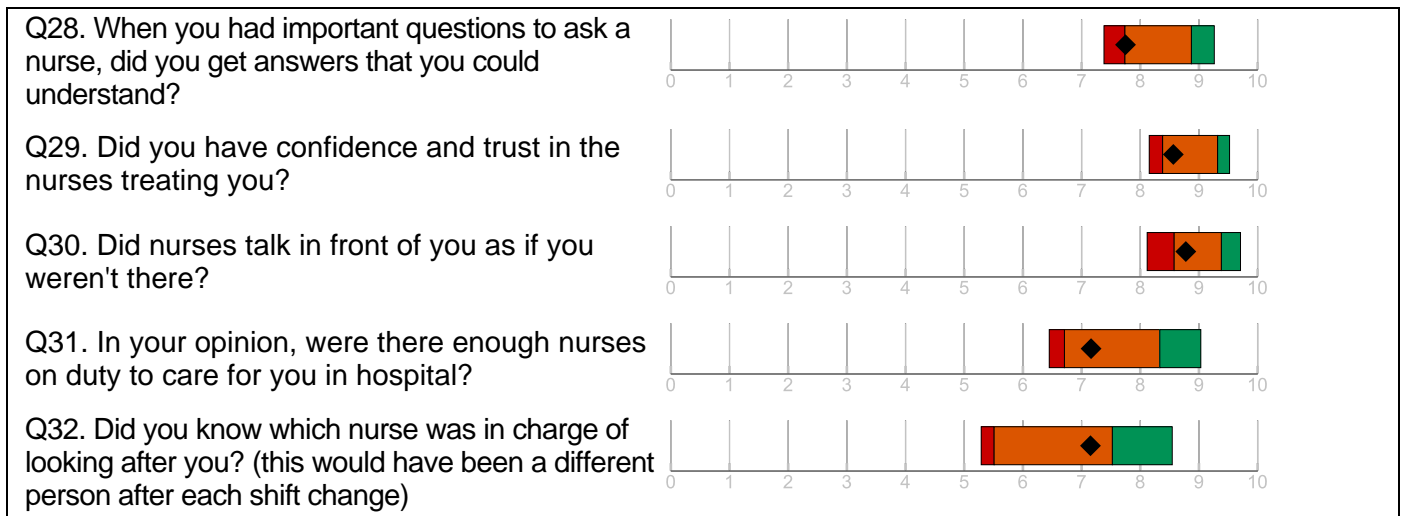 Q28. When you had important questions to ask a
nurse, did you get answers that you could
understand?
0 1 2 3 4 5 6 7 8 9 10
Q29. Did you have confidence and trust in the
nurses treating you?
0 1 2 3 4 5 6 7 8 9 10
Q30. Did nurses talk in front of you as if you
weren't there?
0 1 2 3 4 5 6 7 8 9 10
Q31. In your opinion, were there enough nurses
on duty to care for you in hospital?
0 1 2 3 4 5 6 7 8 9 10
Q32. Did you know which nurse was in charge of
looking after you? (this would have been a different
person after each shift change)
0 1 2 3 4 5 6 7 8 9 10